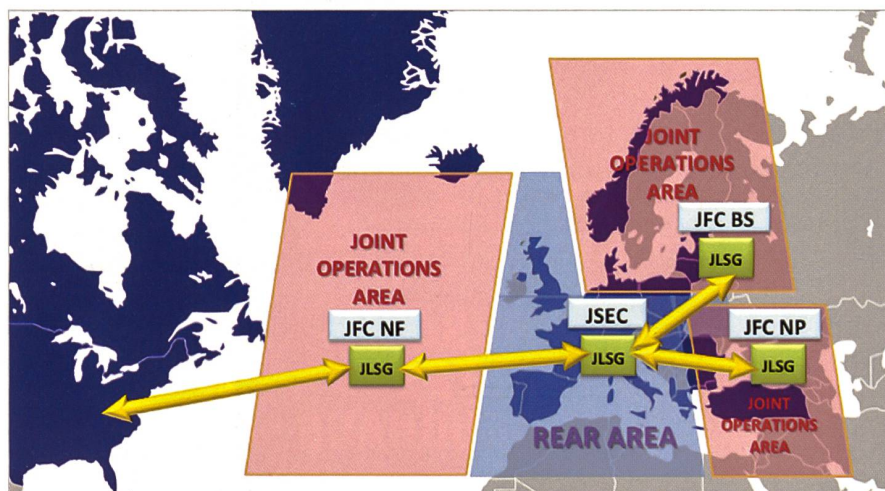 JOINT
OPERATIONS
AREA
JFC BS
JLSG
JOINT
OPERATIONS
AREA
JFC NF
JLSG
JSEC
JLSG
JFC NP
JLSG
JOINT
OPERATIONS
AREA
REAR AREA